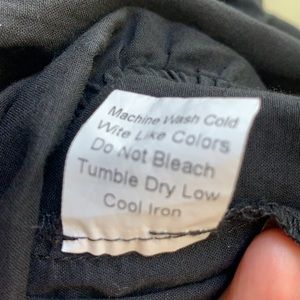 Machine Wash Cold
Wite Like Colors
Do Not Bleach
Tumble Dry Low
Cool Iron